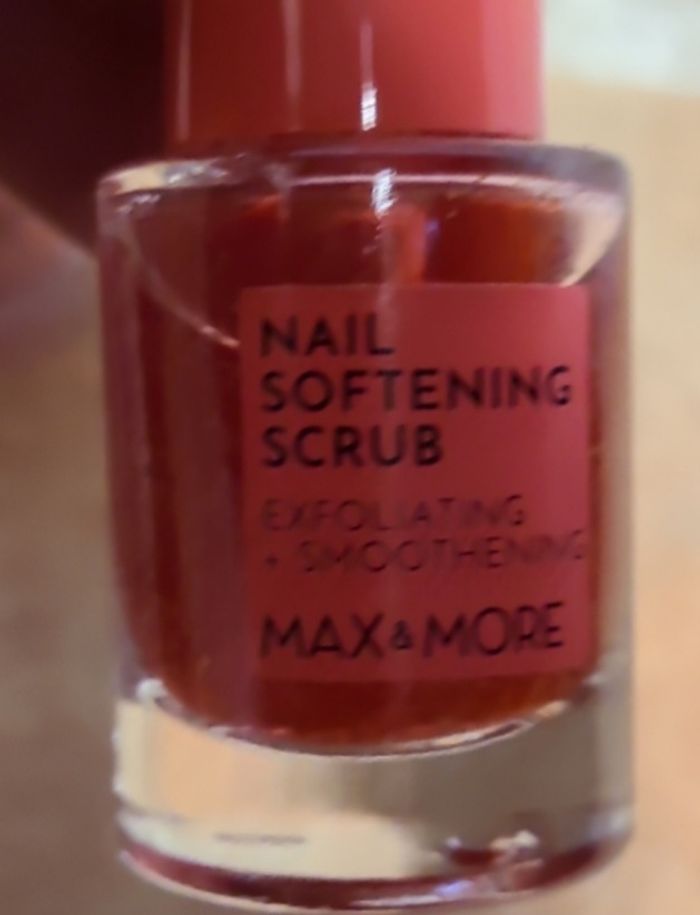 NAIL
SOFTENING
SCRUB
EXFOLIATING
+ SMOOTHENING
MAX&MORE